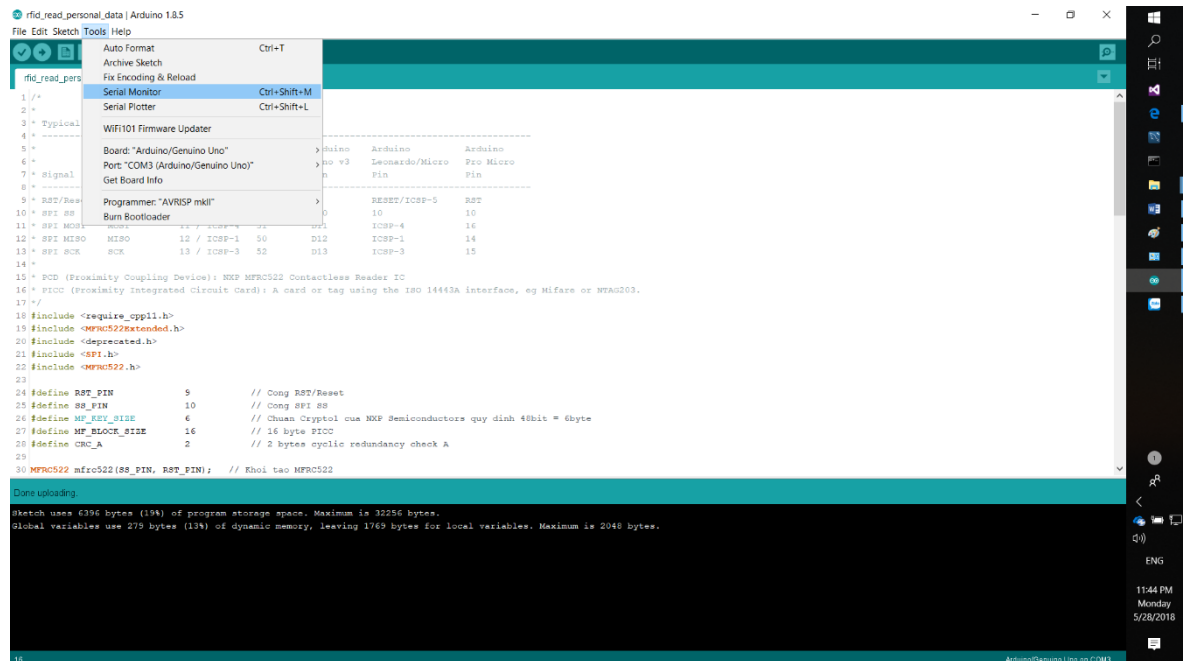 rfid_read_personal_data | Arduino 1.8.5
File Edit Sketch Tools Help
Auto Format Ctrl+T
Archive Sketch
Fix Encoding & Reload
Serial Monitor Ctrl+Shift+M
Serial Plotter Ctrl+Shift+L
WiFi101 Firmware Updater
Board: "Arduino/Genuino Uno"
Port: "COM3 (Arduino/Genuino Uno)"
Get Board Info
Programmer: "AVRISP mkII"
Burn Bootloader
rfid_read_pers
1 /*
2 *
3 * Typical
4 * -----------------------------------------------------------------------------------------
5 * duino Arduino Arduino
6 * no v3 Leonardo/Micro Pro Micro
7 * Signal n Pin Pin
8 * -----------------------------------------------------------------------------------------
9 * RST/Res RESET/ICSP-5 RST
10 * SPI SS 0 10 10
11 * SPI MOSI MOSI 11 / ICSP-4 51 D11 ICSP-4 16
12 * SPI MISO MISO 12 / ICSP-1 50 D12 ICSP-1 14
13 * SPI SCK SCK 13 / ICSP-3 52 D13 ICSP-3 15
14 *
15 * PCD (Proximity Coupling Device): NXP MFRC522 Contactless Reader IC
16 * PICC (Proximity Integrated Circuit Card): A card or tag using the ISO 14443A interface, eg Mifare or NTAG203.
17 */
18 #include <require_cpp11.h>
19 #include <MFRC522Extended.h>
20 #include <deprecated.h>
21 #include <SPI.h>
22 #include <MFRC522.h>
23
24 #define RST_PIN 9 // Cong RST/Reset
25 #define SS_PIN 10 // Cong SPI SS
26 #define MF_KEY_SIZE 6 // Chuan Crypto1 cua NXP Semiconductors quy dinh 48bit = 6byte
27 #define MF_BLOCK_SIZE 16 // 16 byte PICC
28 #define CRC_A 2 // 2 bytes cyclic redundancy check A
29
30 MFRC522 mfrc522(SS_PIN, RST_PIN); // Khoi tao MFRC522
Done uploading.
Sketch uses 6396 bytes (19%) of program storage space. Maximum is 32256 bytes.
Global variables use 279 bytes (13%) of dynamic memory, leaving 1769 bytes for local variables. Maximum is 2048 bytes.
16 Arduino/Genuino Uno on COM3
1
ENG
11:44 PM
Monday
5/28/2018